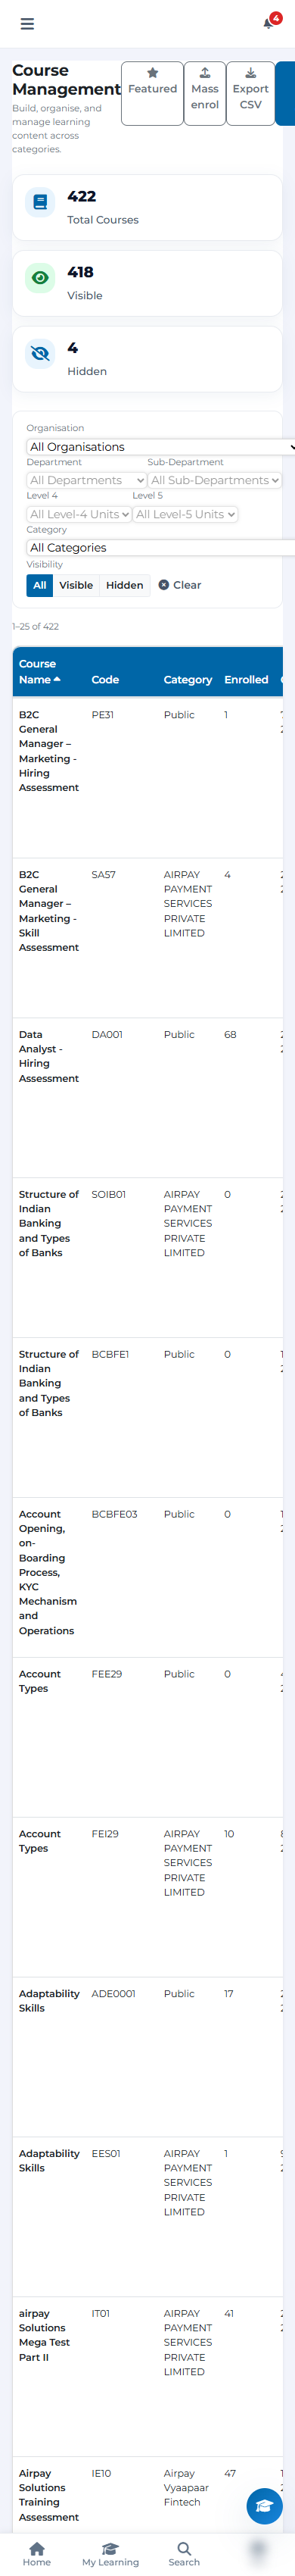 4
Course
Management
Build, organise, and
manage learning
content across
categories.
Featured
Mass
enrol
Export
CSV
422
Total Courses
418
Visible
4
Hidden
Organisation
All Organisations
Department
Sub-Department
All Departments
All Sub-Departments
Level 4
Level 5
All Level-4 Units
All Level-5 Units
Category
All Categories
Visibility
All
Visible
Hidden
Clear
1–25 of 422
Course
Name
Code
Category
Enrolled
B2C
General
Manager –
Marketing -
Hiring
Assessment
PE31
Public
1
B2C
General
Manager –
Marketing -
Skill
Assessment
SA57
AIRPAY
PAYMENT
SERVICES
PRIVATE
LIMITED
4
Data
Analyst -
Hiring
Assessment
DA001
Public
68
Structure of
Indian
Banking
and Types
of Banks
SOIB01
AIRPAY
PAYMENT
SERVICES
PRIVATE
LIMITED
0
Structure of
Indian
Banking
and Types
of Banks
BCBFE1
Public
0
Account
Opening,
on-
Boarding
Process,
KYC
Mechanism
and
Operations
BCBFE03
Public
0
Account
Types
FEE29
Public
0
Account
Types
FEI29
AIRPAY
PAYMENT
SERVICES
PRIVATE
LIMITED
10
Adaptability
Skills
ADE0001
Public
17
Adaptability
Skills
EES01
AIRPAY
PAYMENT
SERVICES
PRIVATE
LIMITED
1
airpay
Solutions
Mega Test
Part II
IT01
AIRPAY
PAYMENT
SERVICES
PRIVATE
LIMITED
41
Airpay
Solutions
Training
Assessment
IE10
Airpay
Vyaapaar
Fintech
47
Home
My Learning
Search